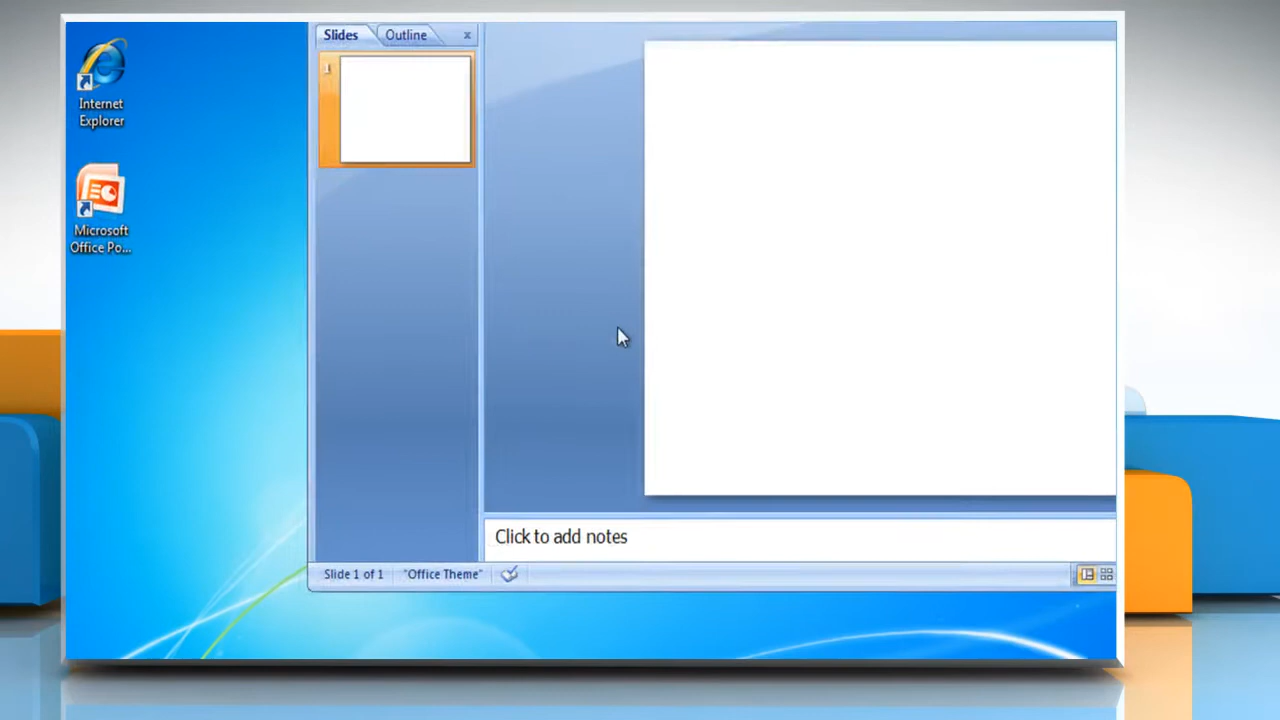 Internet
Explorer
Microsoft
Office Po...
Slides
Outline
x
1
Click to add notes
Slide 1 of 1
"Office Theme"